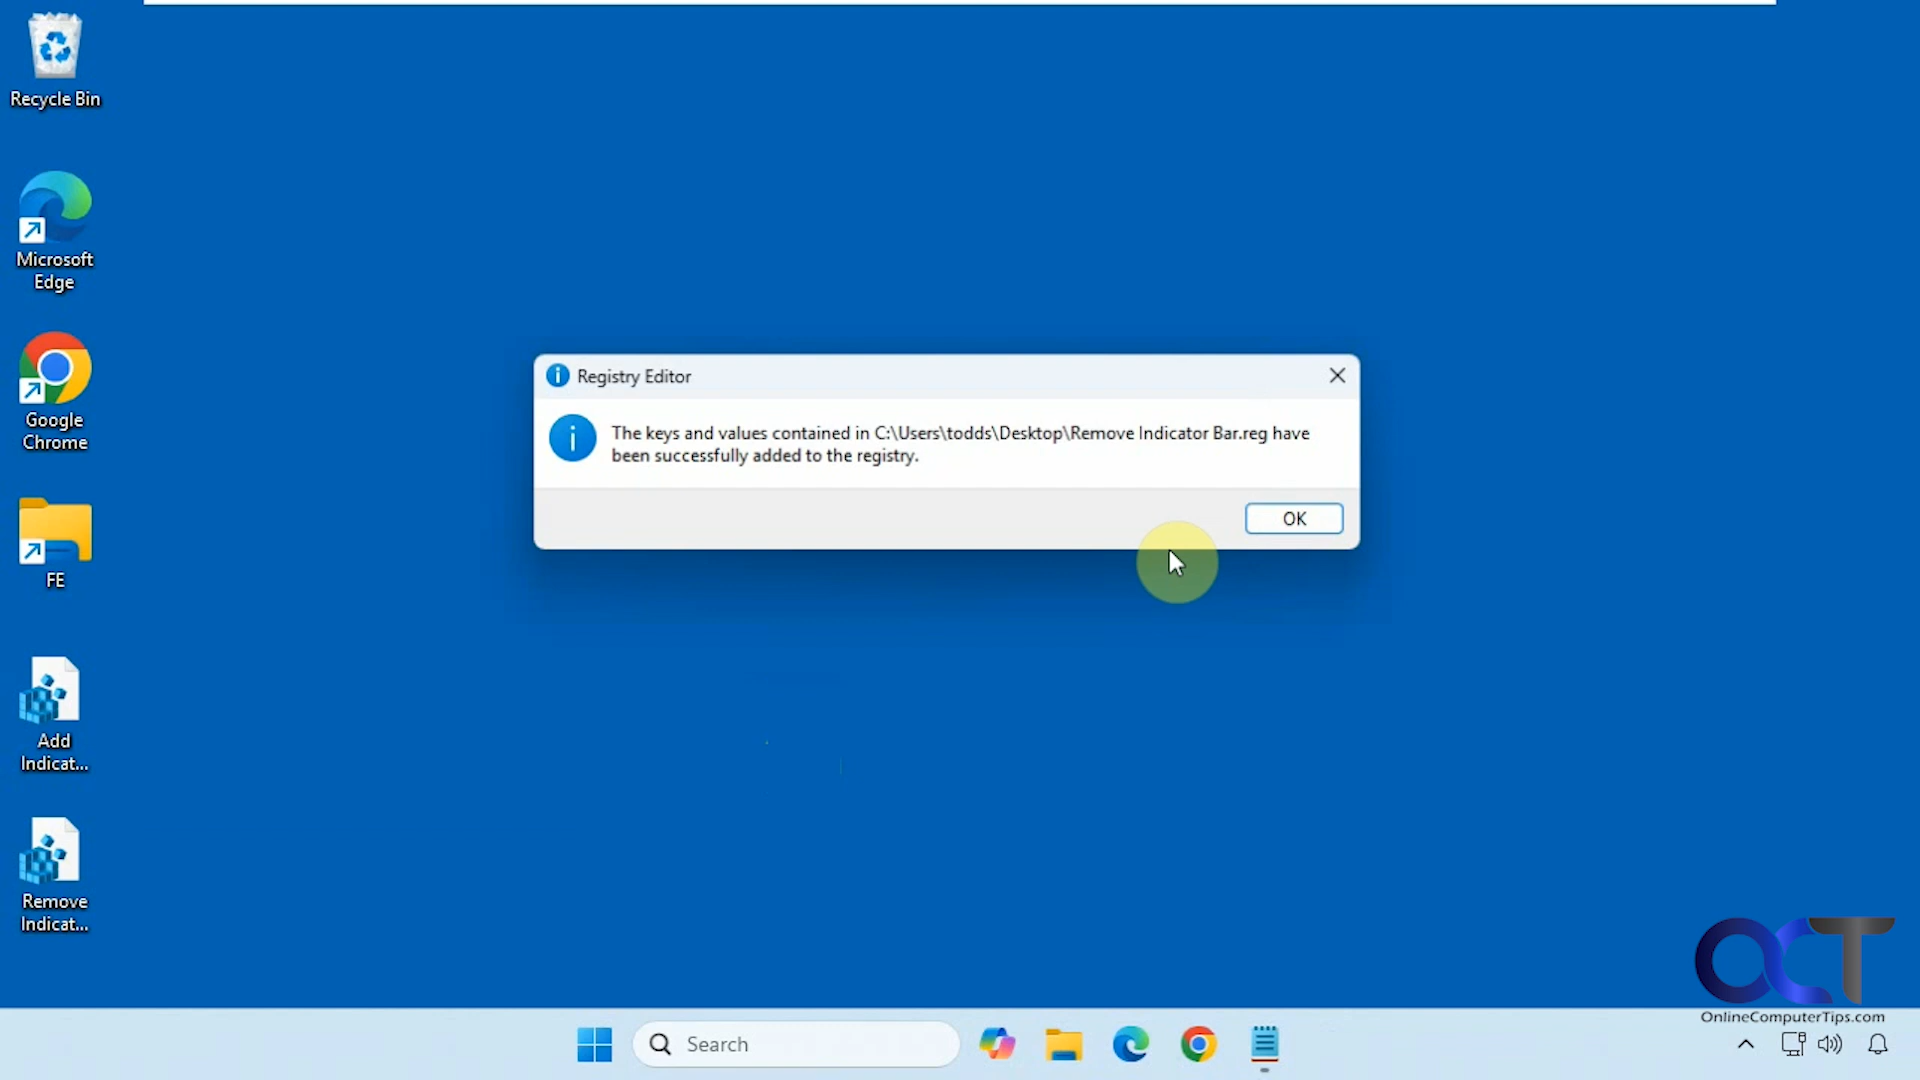 Recycle Bin
Microsoft
Edge
Google
Chrome
FE
Add
Indicat...
Remove
Indicat...
Registry Editor
The keys and values contained in C:\Users\todds\Desktop\Remove Indicator Bar.reg have
been successfully added to the registry.
OK
OCT
OnlineComputerTips.com
Search